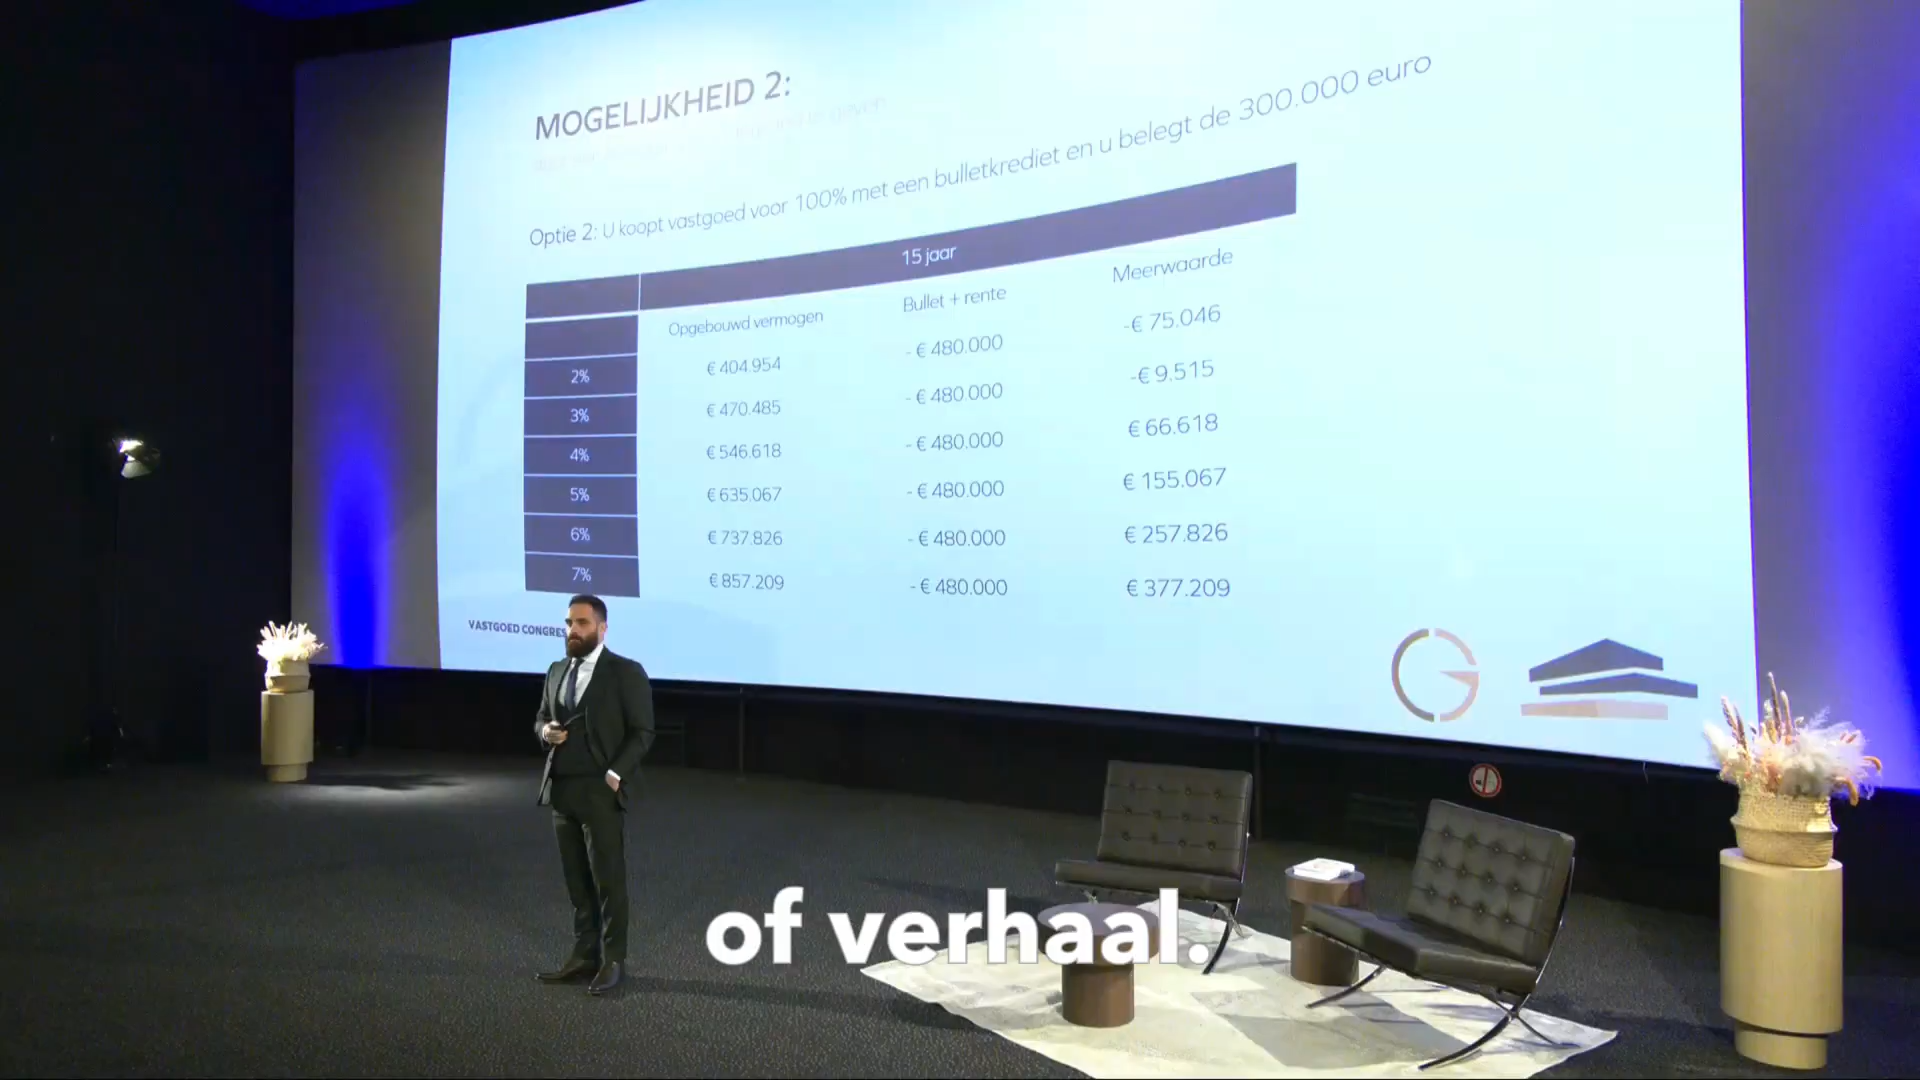 MOGELIJKHEID 2:
Optie 2: U koopt vastgoed voor 100% met een bulletkrediet en u belegt de 300.000 euro
15 jaar
Opgebouwd vermogen Bullet + rente Meerwaarde
2% € 404.954 - € 480.000 -€ 75.046
3% € 470.485 - € 480.000 -€ 9.515
4% € 546.618 - € 480.000 € 66.618
5% € 635.067 - € 480.000 € 155.067
6% € 737.826 - € 480.000 € 257.826
7% € 857.209 - € 480.000 € 377.209
VASTGOED CONGRES
of verhaal.